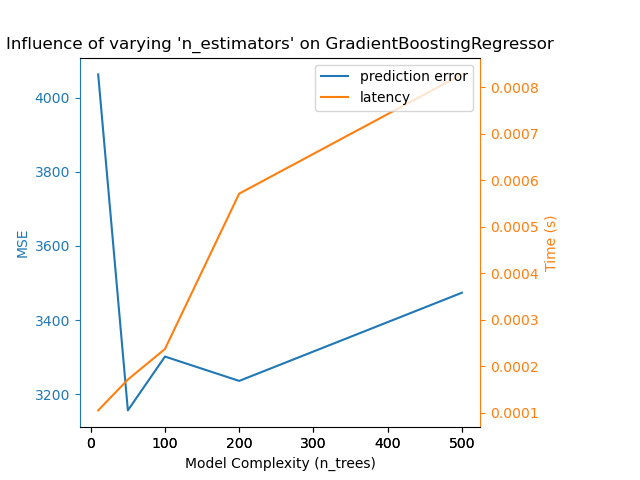 Influence of varying 'n_estimators' on GradientBoostingRegressor
prediction error
latency
4000
3800
3600
3400
3200
MSE
0.0008
0.0007
0.0006
0.0005
0.0004
0.0003
0.0002
0.0001
Time (s)
0 100 200 300 400 500
Model Complexity (n_trees)